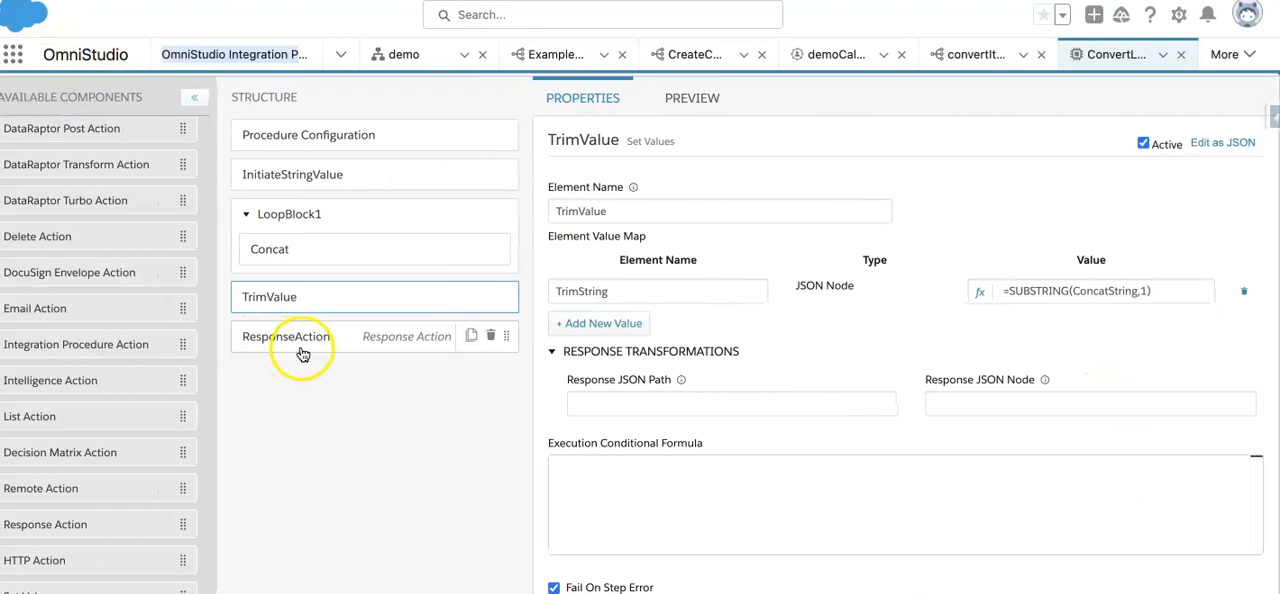 Search...
OmniStudio
OmniStudio Integration P...
demo
Example...
CreateC...
demoCal...
convertIt...
ConvertL...
More
AVAILABLE COMPONENTS
DataRaptor Post Action
DataRaptor Transform Action
DataRaptor Turbo Action
Delete Action
DocuSign Envelope Action
Email Action
Integration Procedure Action
Intelligence Action
List Action
Decision Matrix Action
Remote Action
Response Action
HTTP Action
STRUCTURE
Procedure Configuration
InitiateStringValue
LoopBlock1
Concat
TrimValue
ResponseAction Response Action
PROPERTIES PREVIEW
TrimValue Set Values
Active Edit as JSON
Element Name
TrimValue
Element Value Map
Element Name Type Value
TrimString JSON Node fx =SUBSTRING(ConcatString,1)
+ Add New Value
RESPONSE TRANSFORMATIONS
Response JSON Path Response JSON Node
Execution Conditional Formula
Fail On Step Error